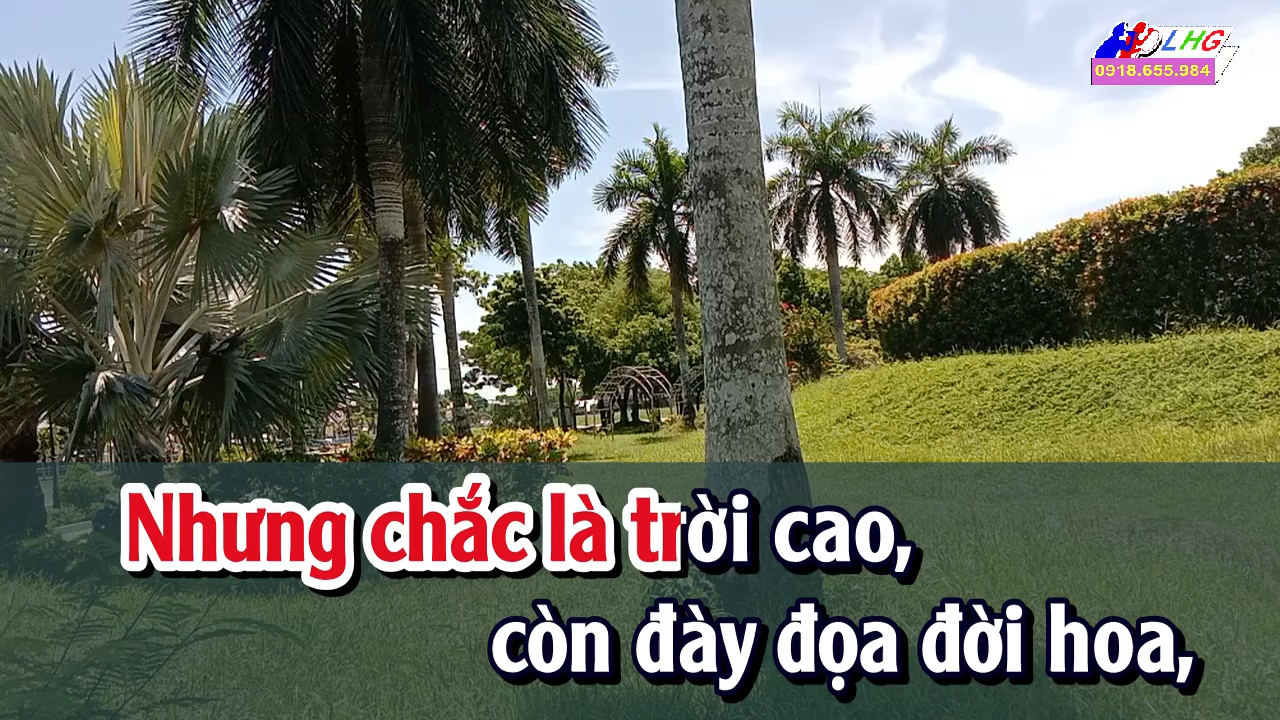 LHG
0918.655.984
Nhưng chắc là trời cao,
còn đày đọa đời hoa,